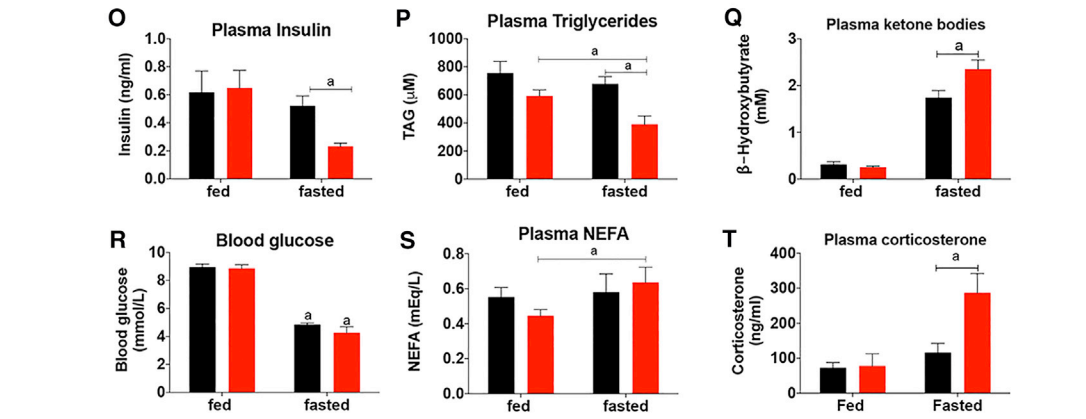 O
Plasma Insulin
Insulin (ng/ml)
1.0
0.8
0.6
0.4
0.2
0.0
a
fed
fasted
P
Plasma Triglycerides
TAG (μM)
1000
800
600
400
200
0
a
a
fed
fasted
Q
Plasma ketone bodies
β–Hydroxybutyrate
(mM)
3
2
1
0
a
fed
fasted
R
Blood glucose
Blood glucose
(mmol/L)
10
8
6
4
2
0
a
a
fed
fasted
S
Plasma NEFA
NEFA (mEq/L)
0.8
0.6
0.4
0.2
0.0
a
fed
fasted
T
Plasma corticosterone
Corticosterone
(ng/ml)
400
300
200
100
0
a
Fed
Fasted